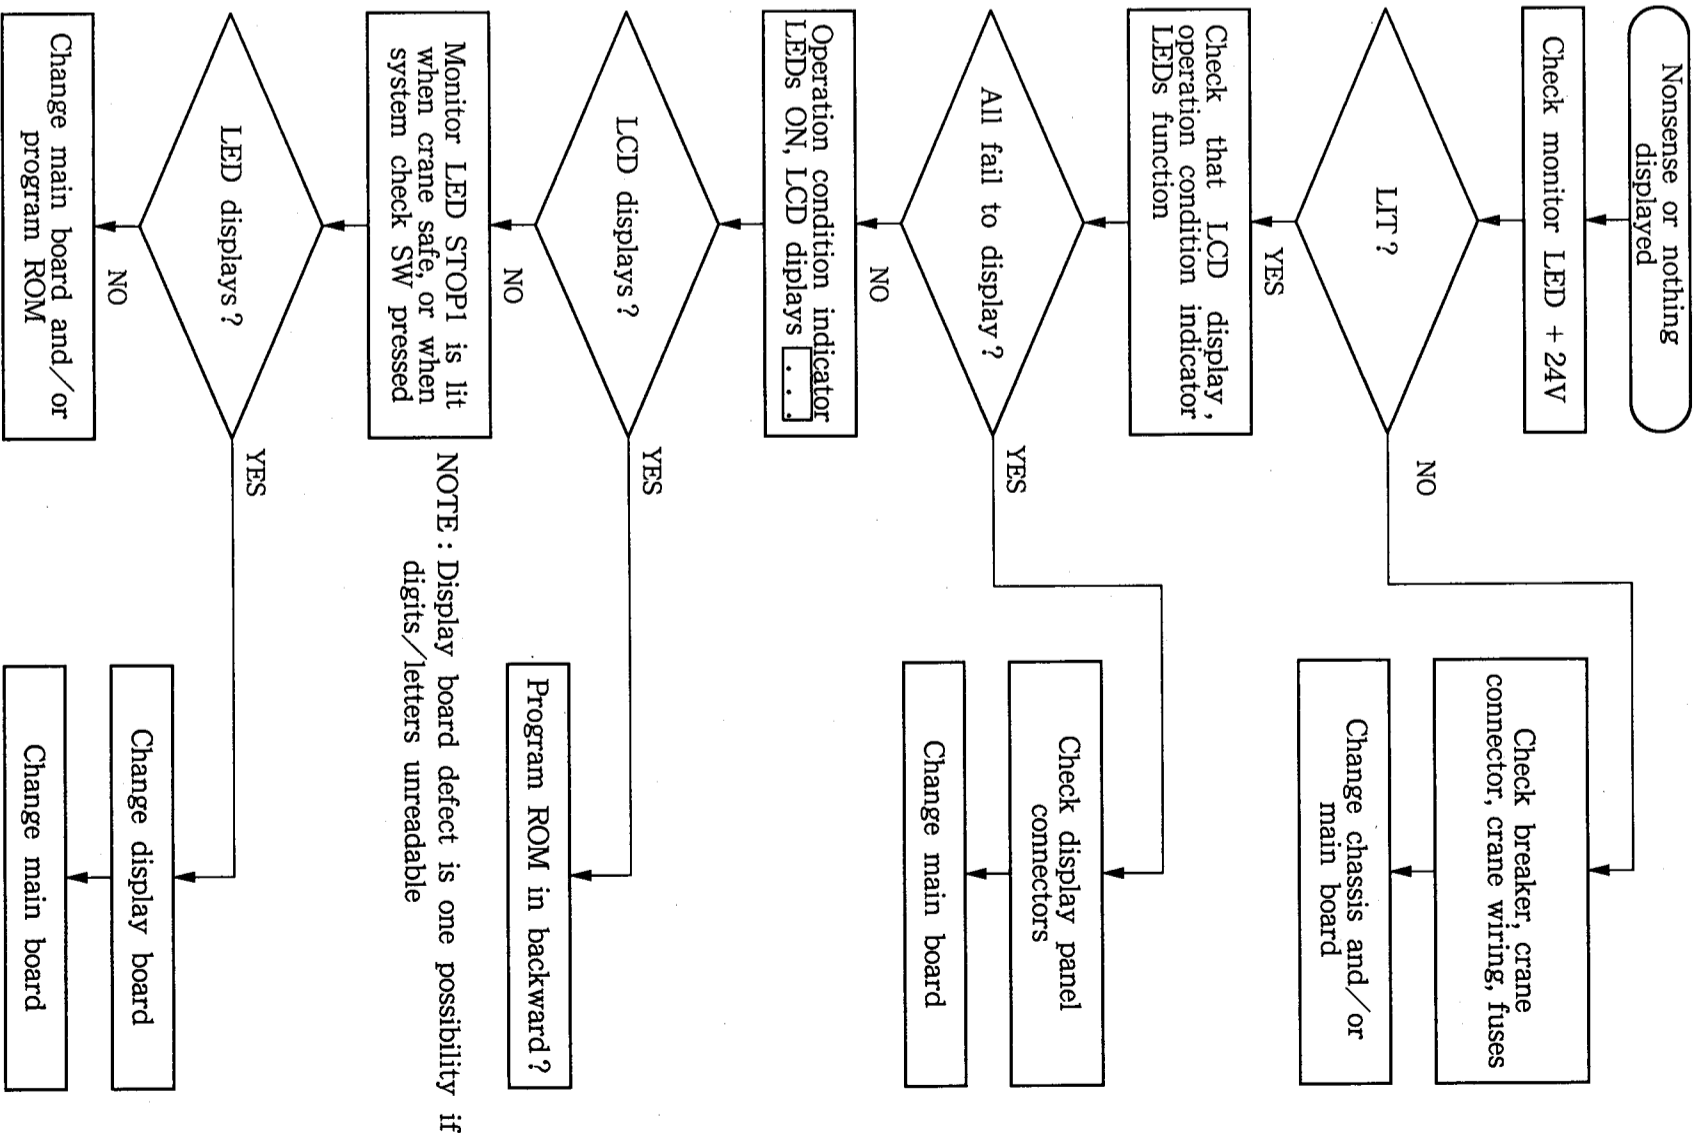 Nonsense or nothing
displayed
Check monitor LED + 24V
LIT ?
NO
YES
Check breaker, crane
connector, crane wiring, fuses
Change chassis and/or
main board
Check that LCD display,
operation condition indicator
LEDs function
All fail to display ?
YES
NO
Check display panel
connectors
Change main board
Operation condition indicator
LEDs ON, LCD diplays . . .
LCD displays ?
YES
NO
Program ROM in backward ?
Monitor LED STOP1 is lit
when crane safe, or when
system check SW pressed
NOTE : Display board defect is one possibility if
digits/letters unreadable
LED displays ?
YES
NO
Change display board
Change main board
Change main board and/or
program ROM